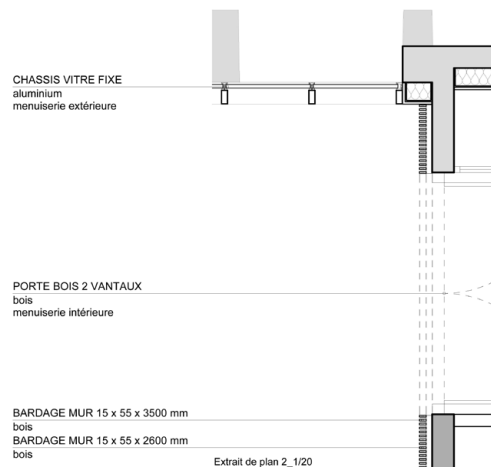 CHASSIS VITRE FIXE
aluminium
menuiserie extérieure
PORTE BOIS 2 VANTAUX
bois
menuiserie intérieure
BARDAGE MUR 15 x 55 x 3500 mm
bois
BARDAGE MUR 15 x 55 x 2600 mm
bois
Extrait de plan 2_1/20